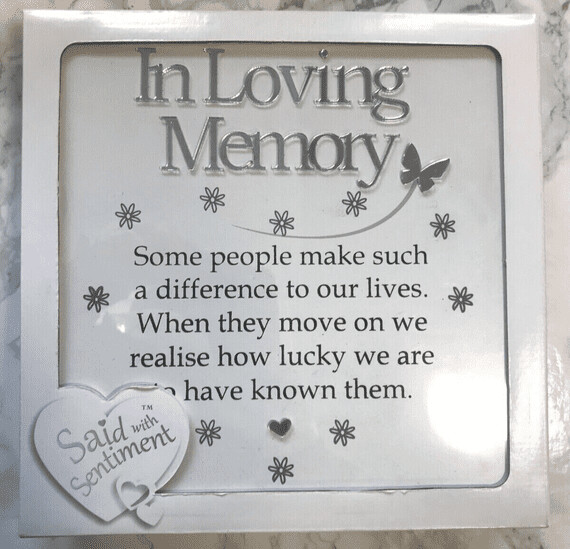 In Loving
Memory
Some people make such
a difference to our lives.
When they move on we
realise how lucky we are
have known them.
Said with
Sentiment
TM